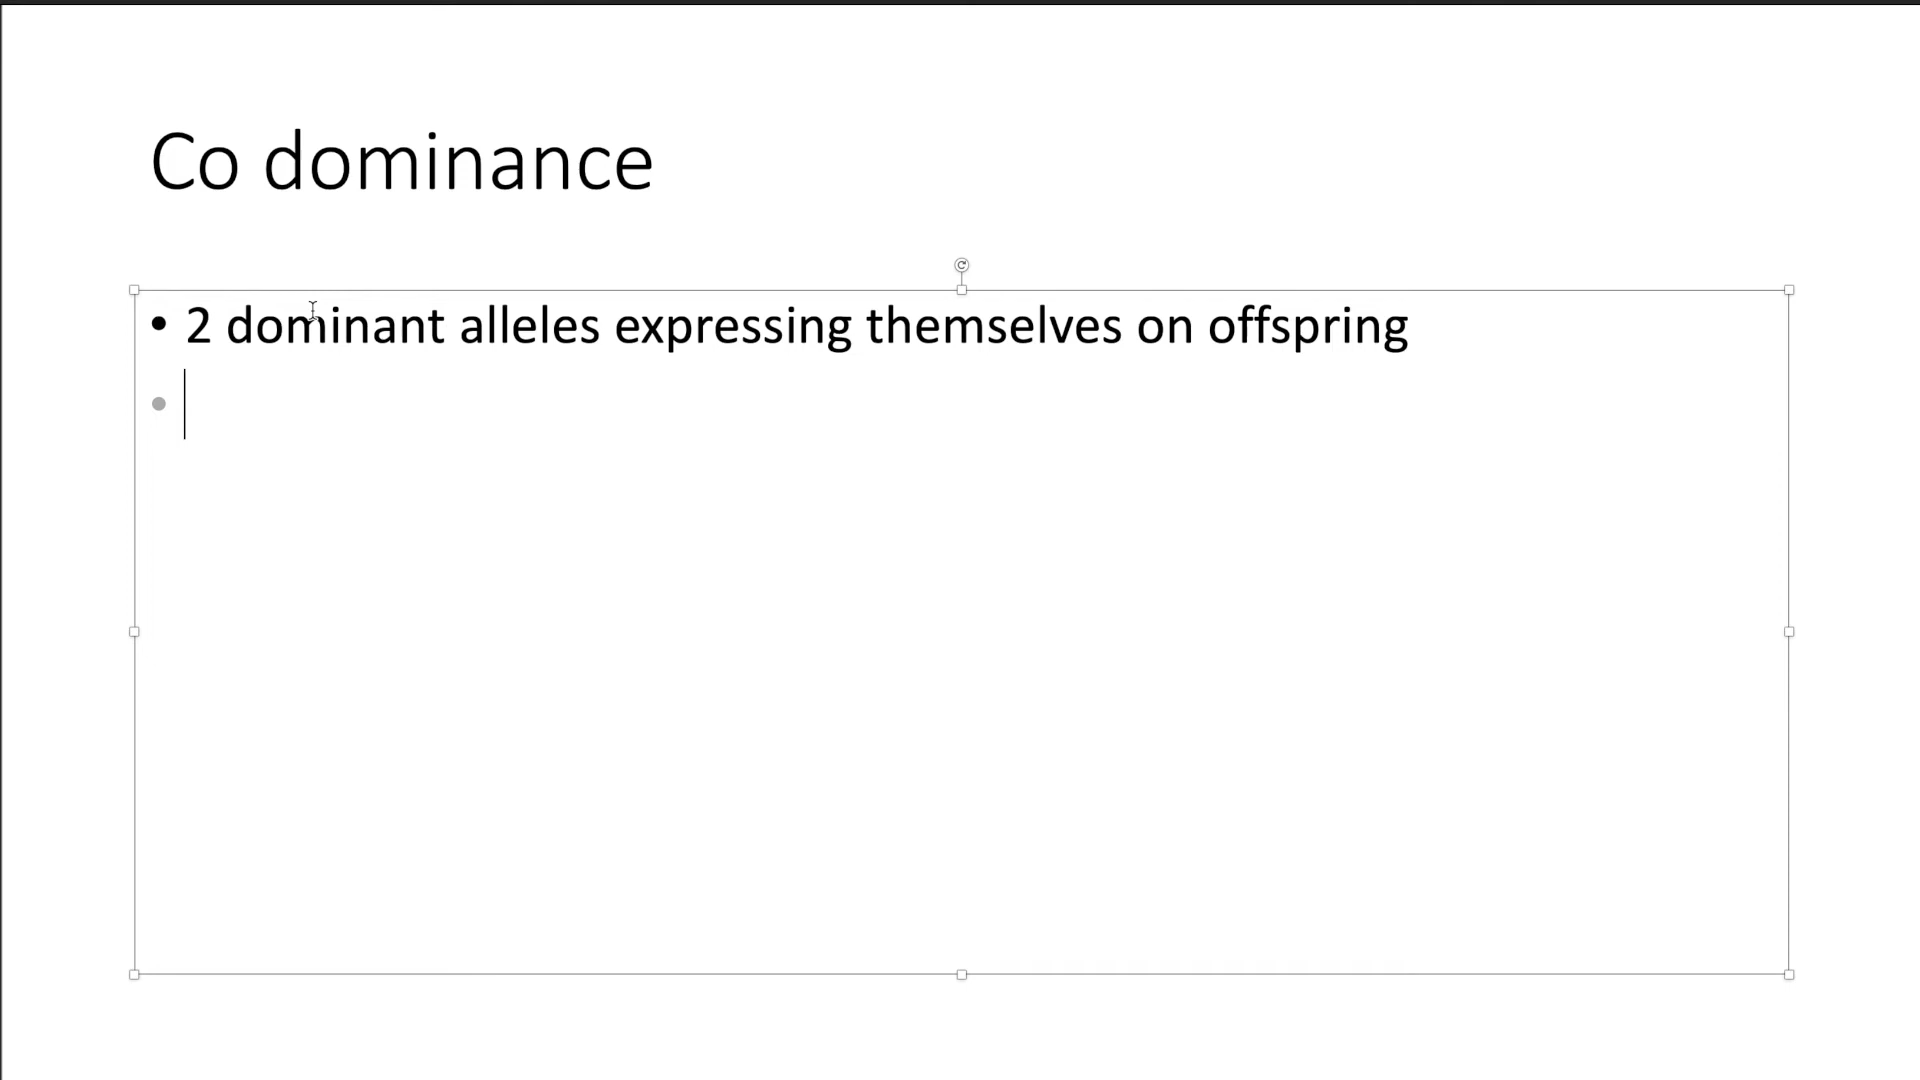 Co dominance
• 2 dominant alleles expressing themselves on offspring